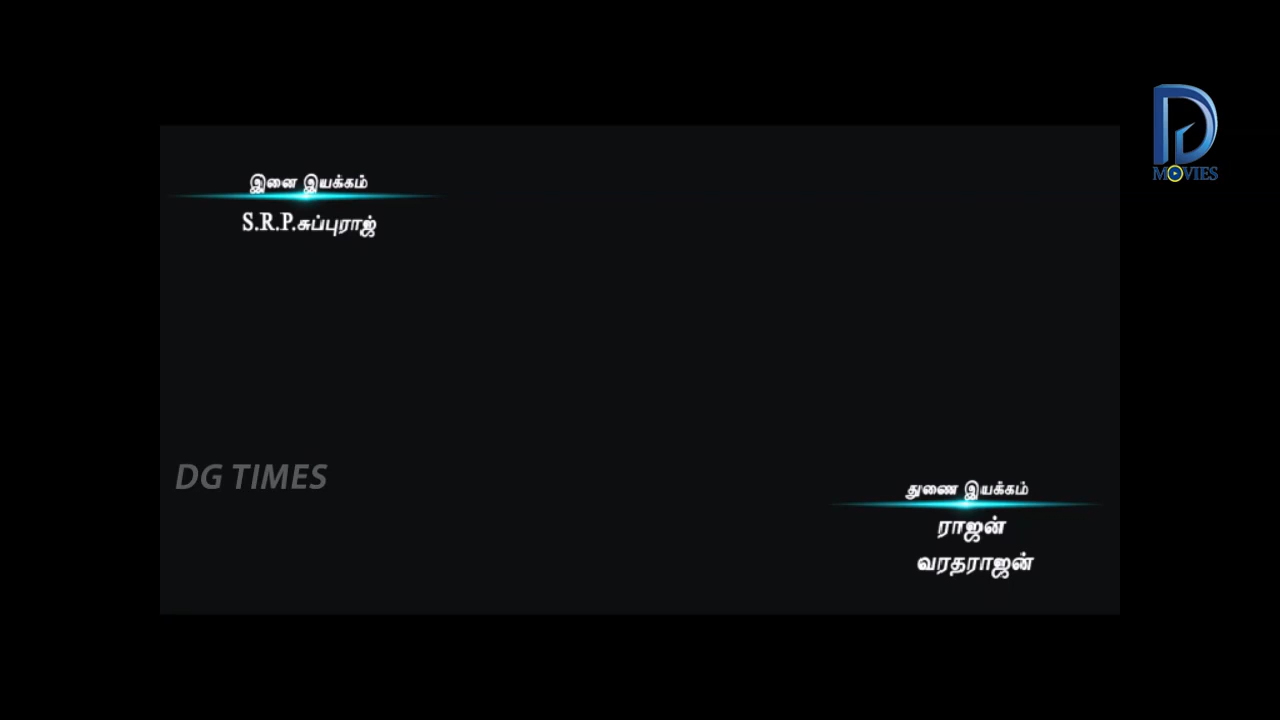 இனை இயக்கம்
S.R.P.சுப்புராஜ்
D
MOVIES
DG TIMES
துணை இயக்கம்
ராஜன்
வரதராஜன்